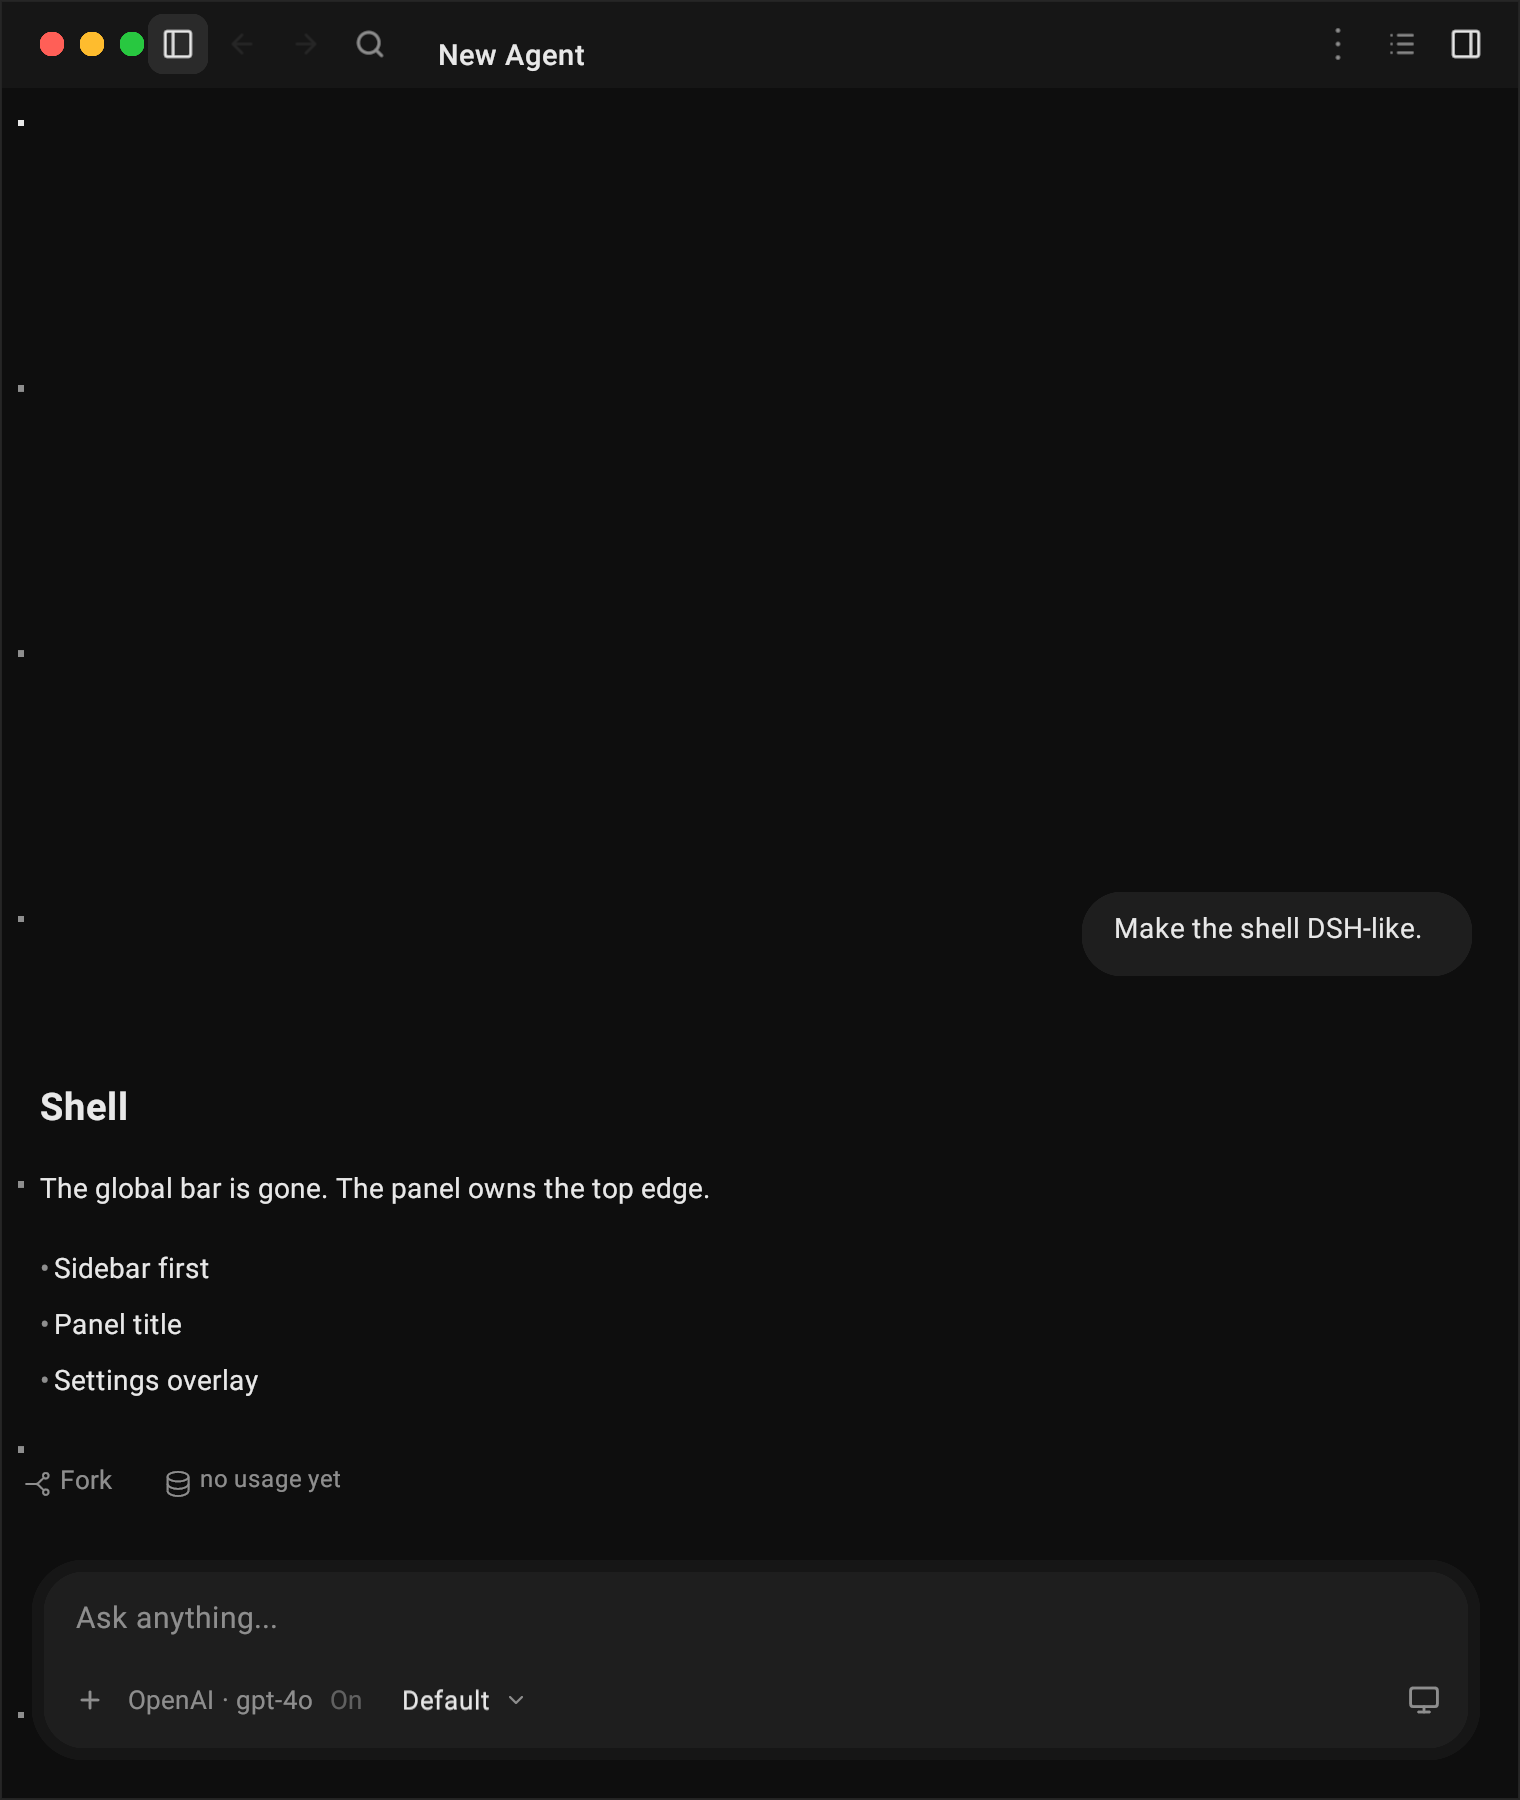 New Agent
Make the shell DSH-like.
Shell
The global bar is gone. The panel owns the top edge.
• Sidebar first
• Panel title
• Settings overlay
Fork no usage yet
Ask anything...
OpenAI · gpt-4o On Default